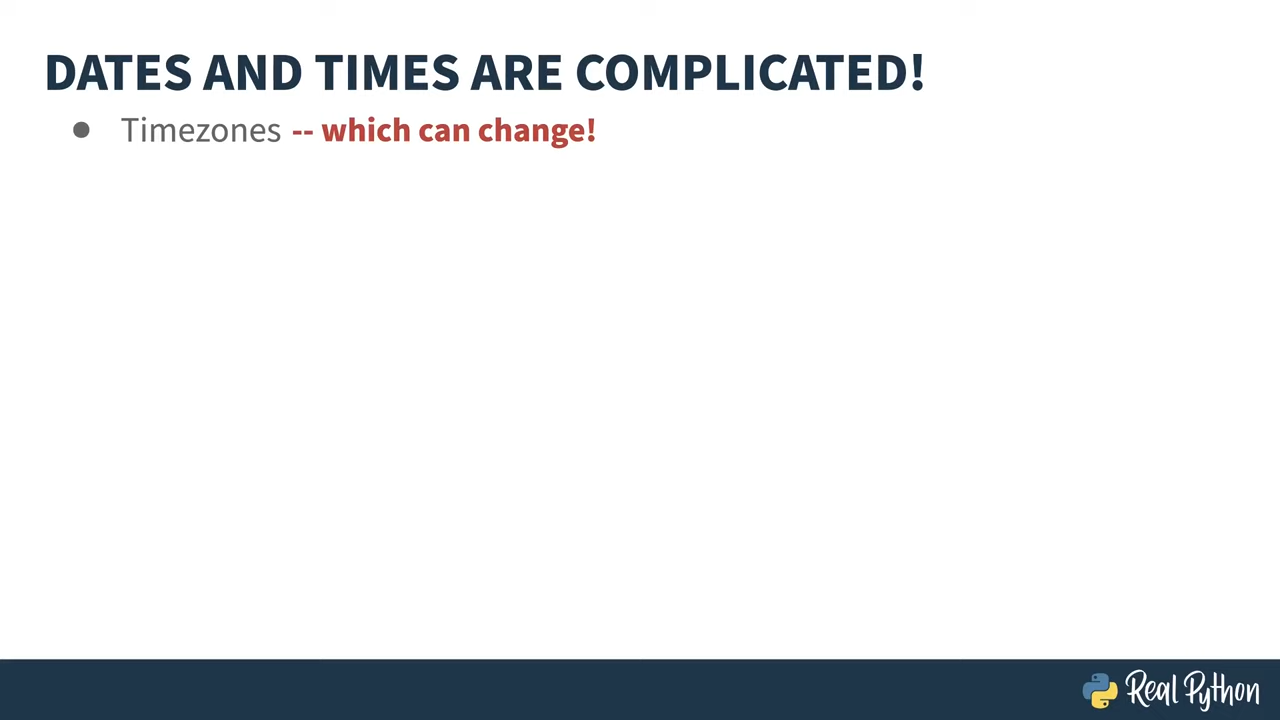 DATES AND TIMES ARE COMPLICATED!
● Timezones -- which can change!
Real Python